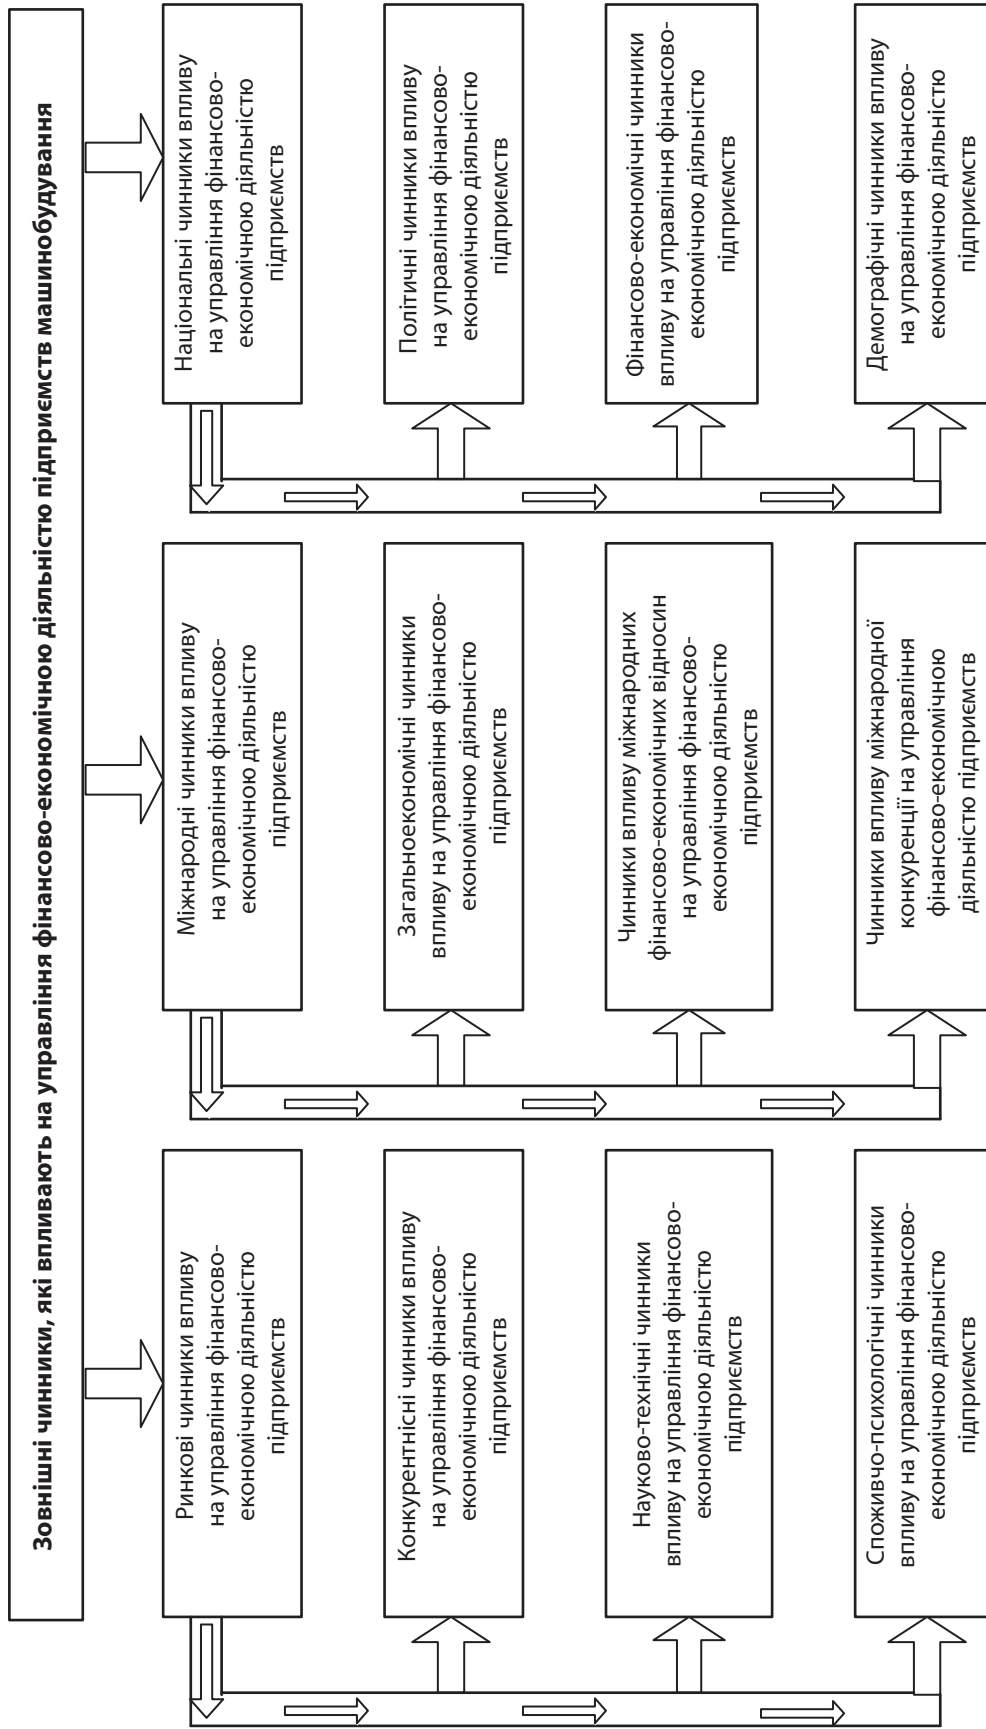 Зовнішні чинники, які впливають на управління фінансово-економічною діяльністю підприємств машинобудування
Ринкові чинники впливу
на управління фінансово-
економічною діяльністю
підприємств
Конкурентнісні чинники впливу
на управління фінансово-
економічною діяльністю
підприємств
Науково-технічні чинники
впливу на управління фінансово-
економічною діяльністю
підприємств
Споживчо-психологічні чинники
впливу на управління фінансово-
економічною діяльністю
підприємств
Міжнародні чинники впливу
на управління фінансово-
економічною діяльністю
підприємств
Загальноекономічні чинники
впливу на управління фінансово-
економічною діяльністю
підприємств
Чинники впливу міжнародних
фінансово-економічних відносин
на управління фінансово-
економічною діяльністю
підприємств
Чинники впливу міжнародної
конкуренції на управління
фінансово-економічною
діяльністю підприємств
Національні чинники впливу
на управління фінансово-
економічною діяльністю
підприємств
Політичні чинники впливу
на управління фінансово-
економічною діяльністю
підприємств
Фінансово-економічні чинники
впливу на управління фінансово-
економічною діяльністю
підприємств
Демографічні чинники впливу
на управління фінансово-
економічною діяльністю
підприємств